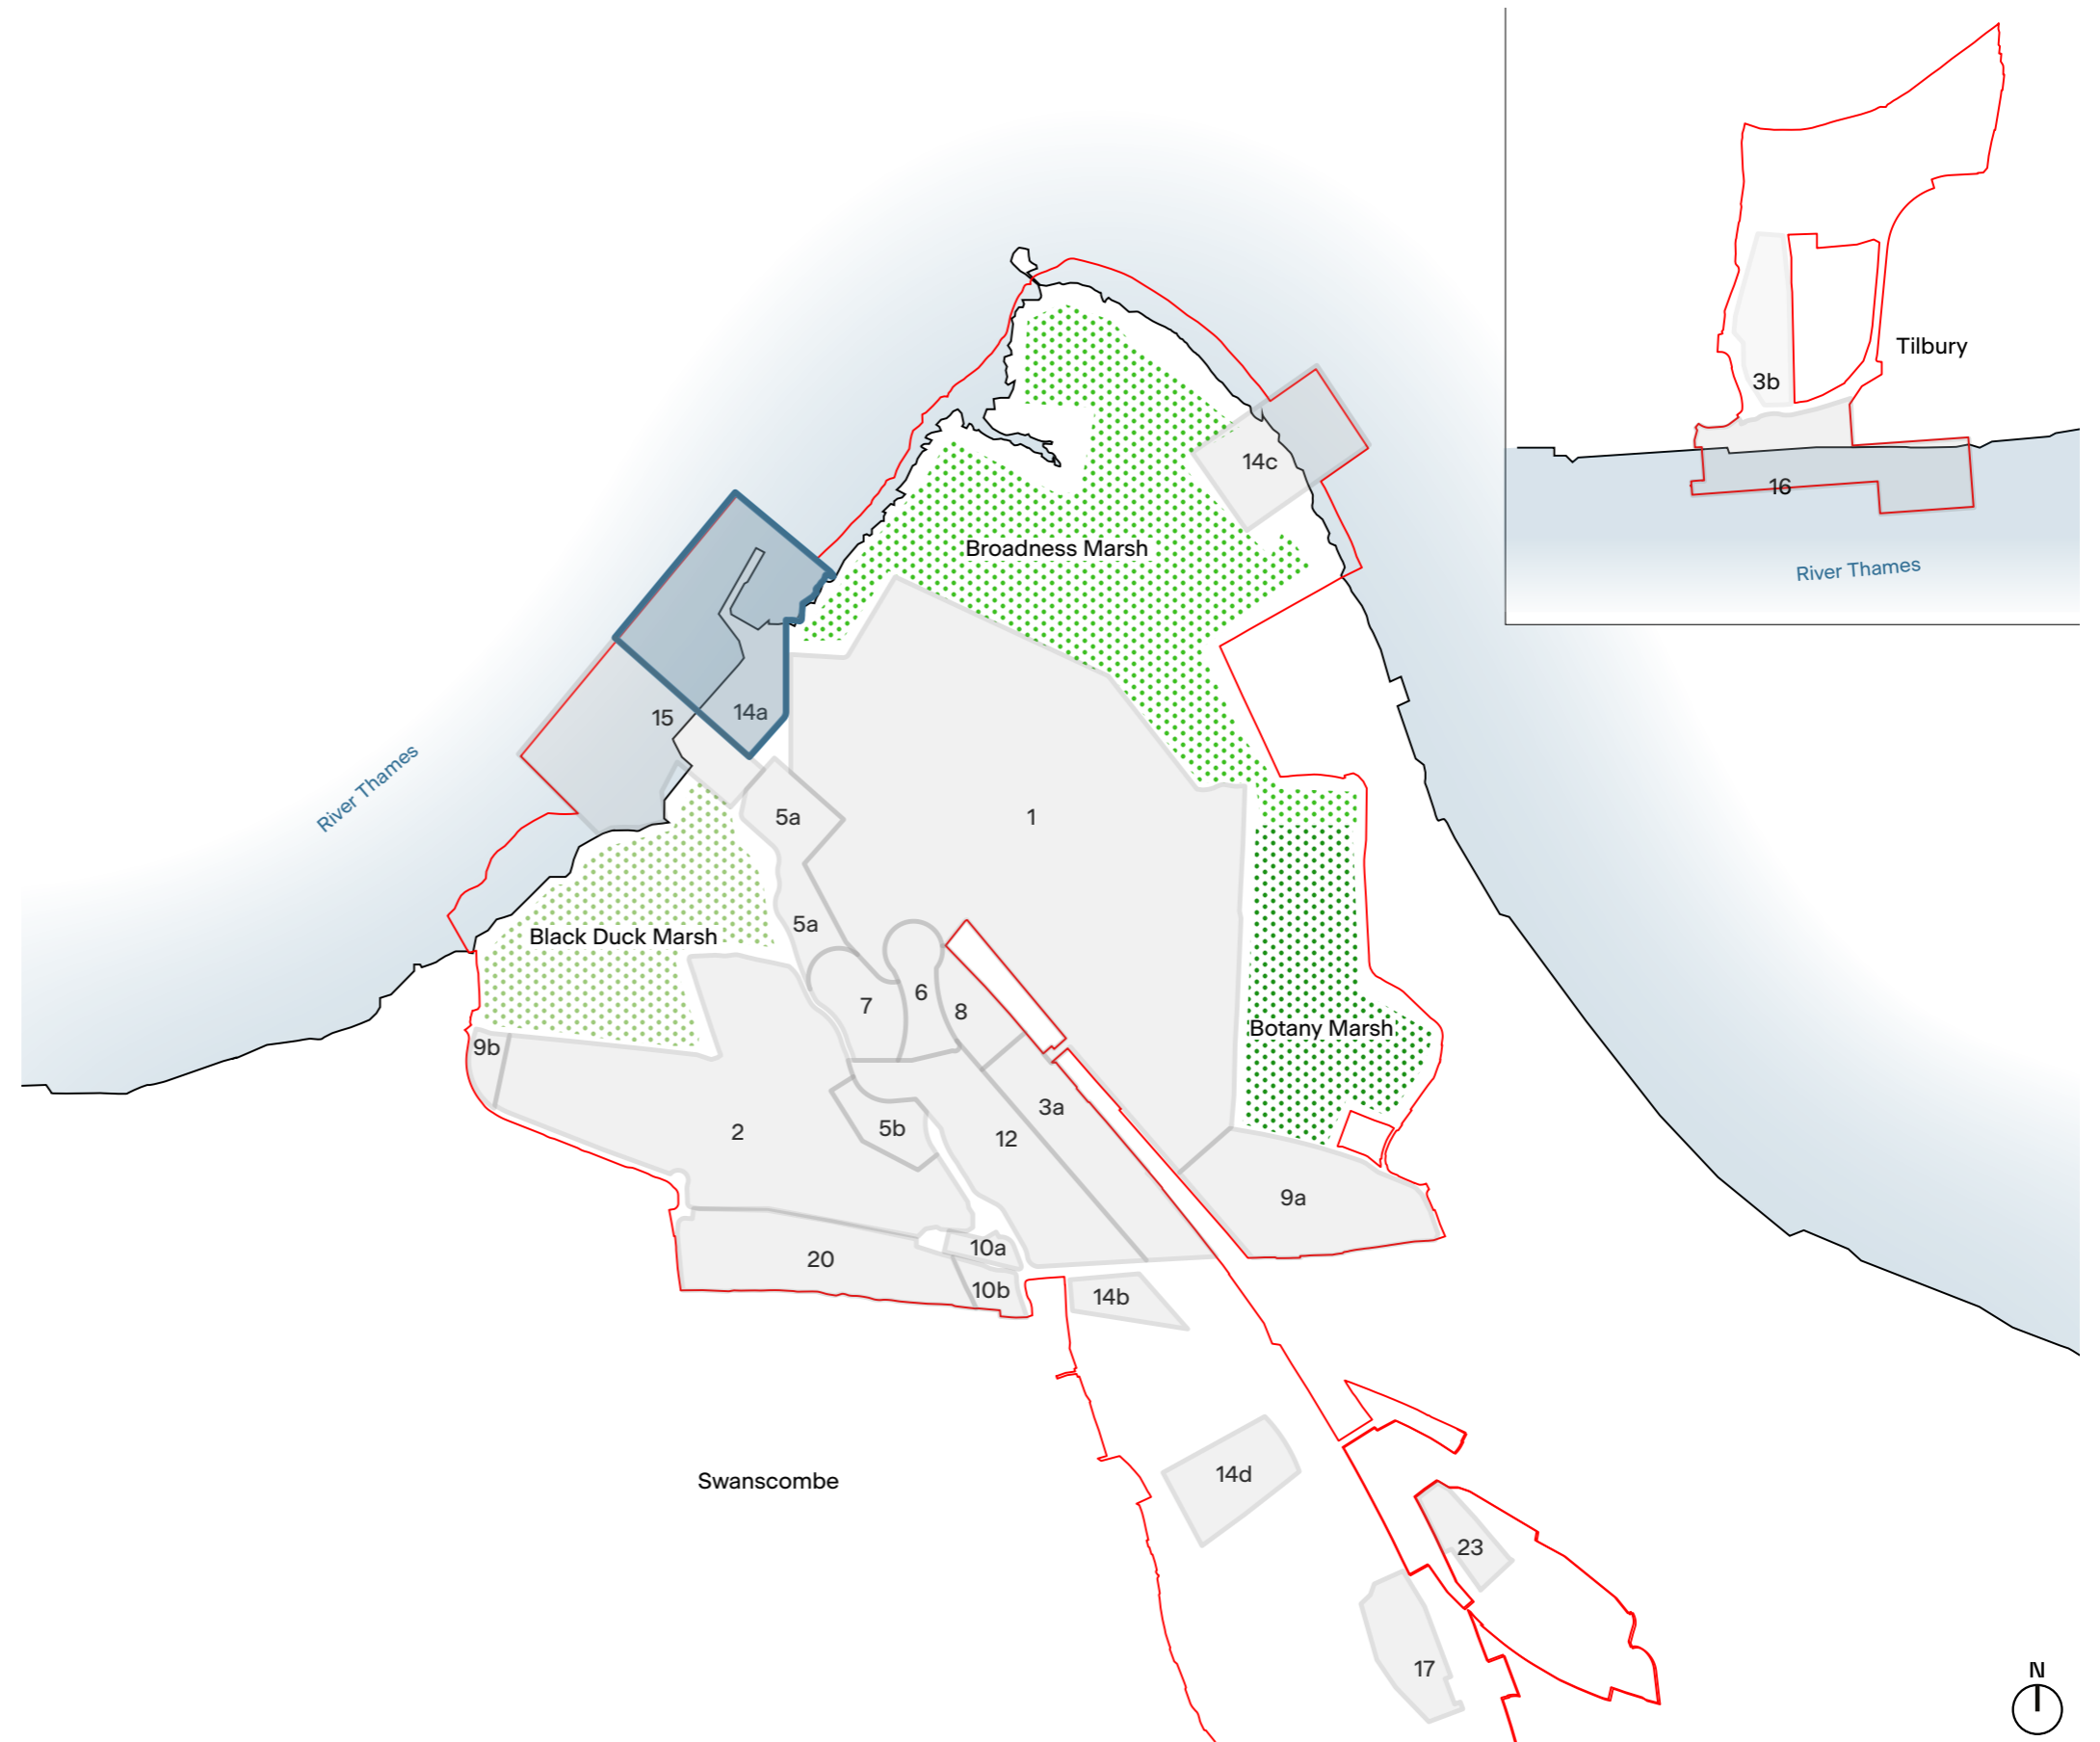 Tilbury
3b
14c
16
Broadness Marsh
River Thames
15
14a
River Thames
5a
1
5a
Black Duck Marsh
7
6
8
Botany Marsh
9b
3a
5b
2
12
9a
10a
20
10b
14b
14d
Swanscombe
23
17
N